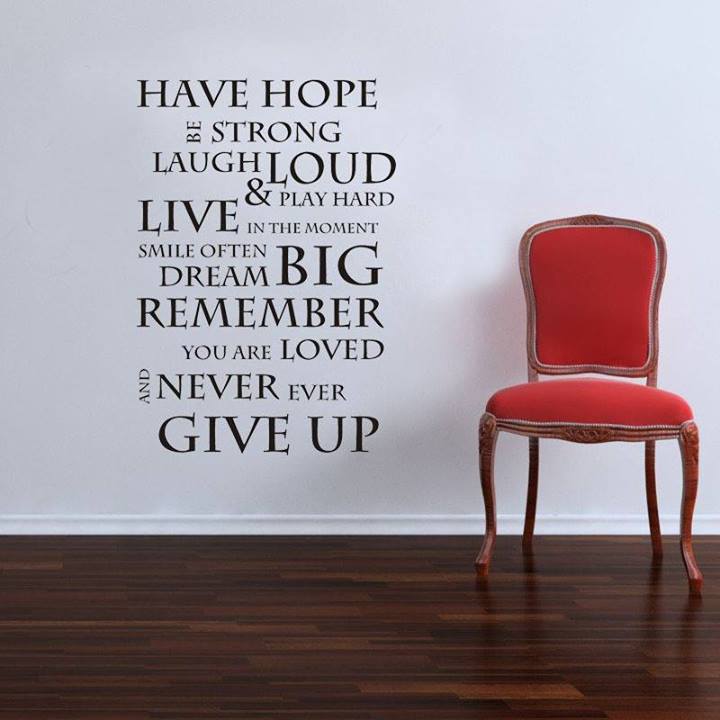 HAVE HOPE
BE STRONG
LAUGH LOUD
& PLAY HARD
LIVE IN THE MOMENT
SMILE OFTEN
DREAM BIG
REMEMBER
YOU ARE LOVED
AND NEVER EVER
GIVE UP